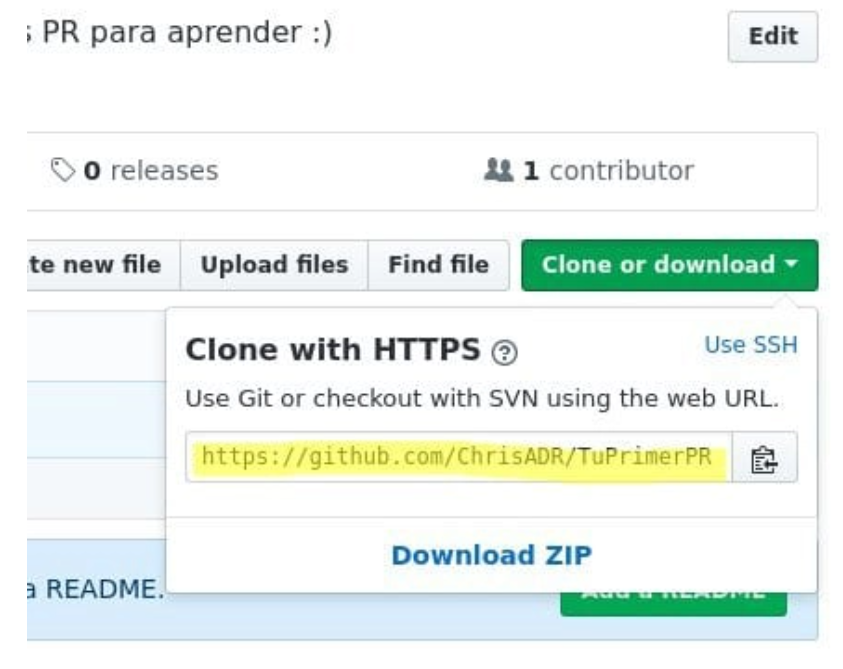 PR para aprender :)
Edit
0 releases
1 contributor
te new file
Upload files
Find file
Clone or download
Clone with HTTPS
Use SSH
Use Git or checkout with SVN using the web URL.
https://github.com/ChrisADR/TuPrimerPR
Download ZIP
a README.
Add a README